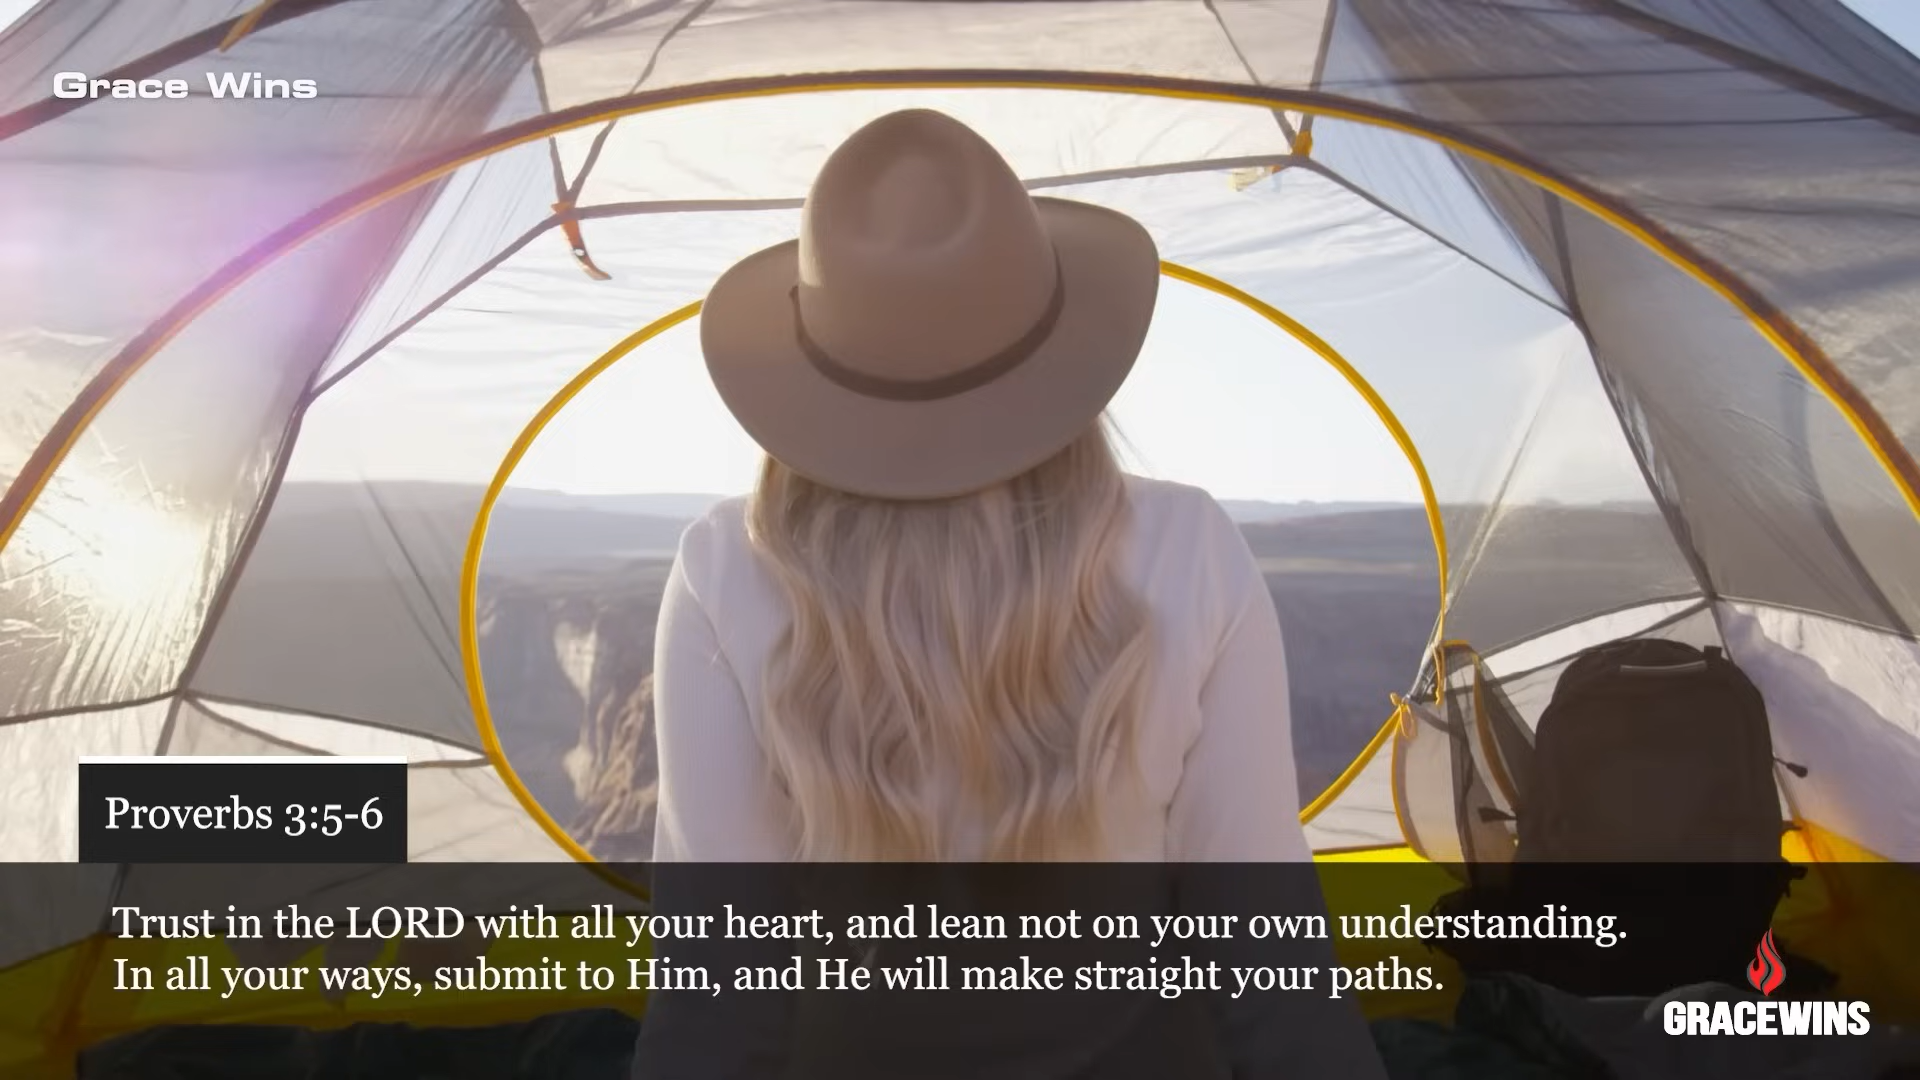 Grace Wins
Proverbs 3:5-6
Trust in the LORD with all your heart, and lean not on your own understanding.
In all your ways, submit to Him, and He will make straight your paths.
GRACEWINS